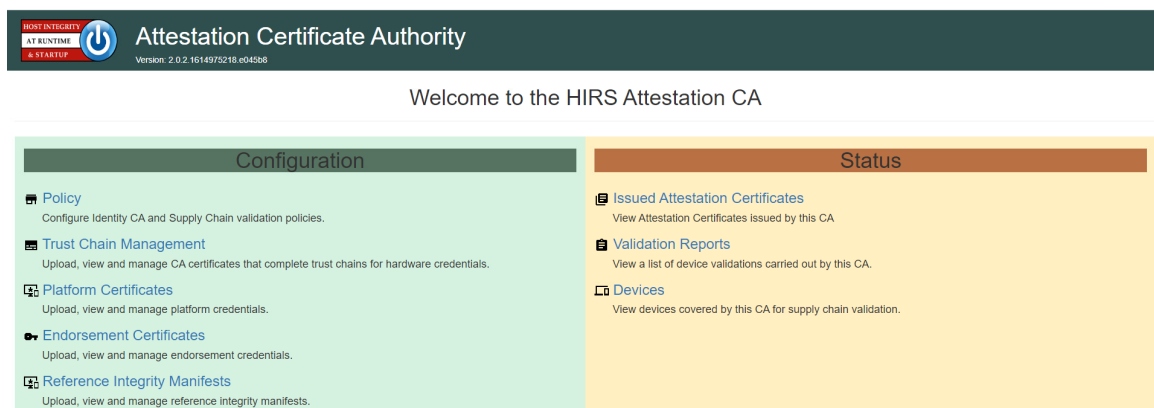 HOST INTEGRITY
AT RUNTIME
& STARTUP
Attestation Certificate Authority
Version: 2.0.2.1614975218.e045b8
Welcome to the HIRS Attestation CA
Configuration
Policy
Configure Identity CA and Supply Chain validation policies.
Trust Chain Management
Upload, view and manage CA certificates that complete trust chains for hardware credentials.
Platform Certificates
Upload, view and manage platform credentials.
Endorsement Certificates
Upload, view and manage endorsement credentials.
Reference Integrity Manifests
Upload, view and manage reference integrity manifests.
Status
Issued Attestation Certificates
View Attestation Certificates issued by this CA
Validation Reports
View a list of device validations carried out by this CA.
Devices
View devices covered by this CA for supply chain validation.